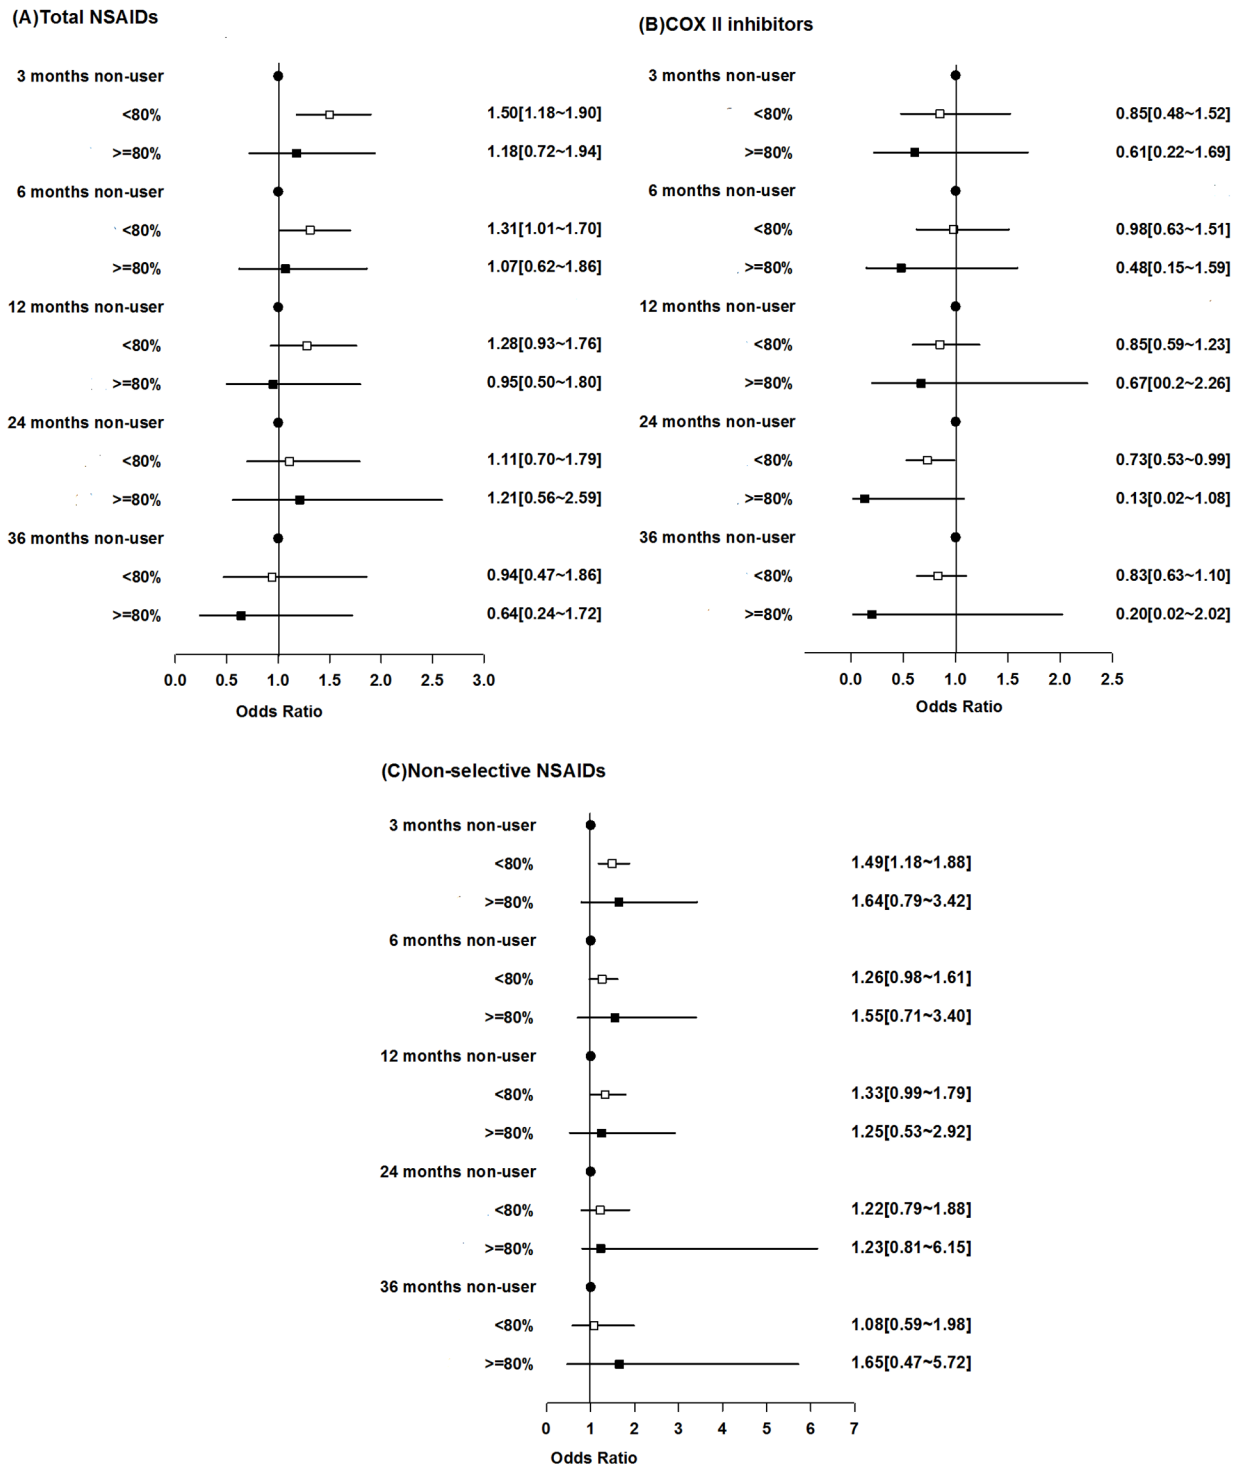 (A)Total NSAIDs
3 months non-user
<80% 1.50[1.18~1.90]
>=80% 1.18[0.72~1.94]
6 months non-user
<80% 1.31[1.01~1.70]
>=80% 1.07[0.62~1.86]
12 months non-user
<80% 1.28[0.93~1.76]
>=80% 0.95[0.50~1.80]
24 months non-user
<80% 1.11[0.70~1.79]
>=80% 1.21[0.56~2.59]
36 months non-user
<80% 0.94[0.47~1.86]
>=80% 0.64[0.24~1.72]
0.0 0.5 1.0 1.5 2.0 2.5 3.0
Odds Ratio
(B)COX II inhibitors
3 months non-user
<80% 0.85[0.48~1.52]
>=80% 0.61[0.22~1.69]
6 months non-user
<80% 0.98[0.63~1.51]
>=80% 0.48[0.15~1.59]
12 months non-user
<80% 0.85[0.59~1.23]
>=80% 0.67[00.2~2.26]
24 months non-user
<80% 0.73[0.53~0.99]
>=80% 0.13[0.02~1.08]
36 months non-user
<80% 0.83[0.63~1.10]
>=80% 0.20[0.02~2.02]
0.0 0.5 1.0 1.5 2.0 2.5
Odds Ratio
(C)Non-selective NSAIDs
3 months non-user
<80% 1.49[1.18~1.88]
>=80% 1.64[0.79~3.42]
6 months non-user
<80% 1.26[0.98~1.61]
>=80% 1.55[0.71~3.40]
12 months non-user
<80% 1.33[0.99~1.79]
>=80% 1.25[0.53~2.92]
24 months non-user
<80% 1.22[0.79~1.88]
>=80% 1.23[0.81~6.15]
36 months non-user
<80% 1.08[0.59~1.98]
>=80% 1.65[0.47~5.72]
0 1 2 3 4 5 6 7
Odds Ratio